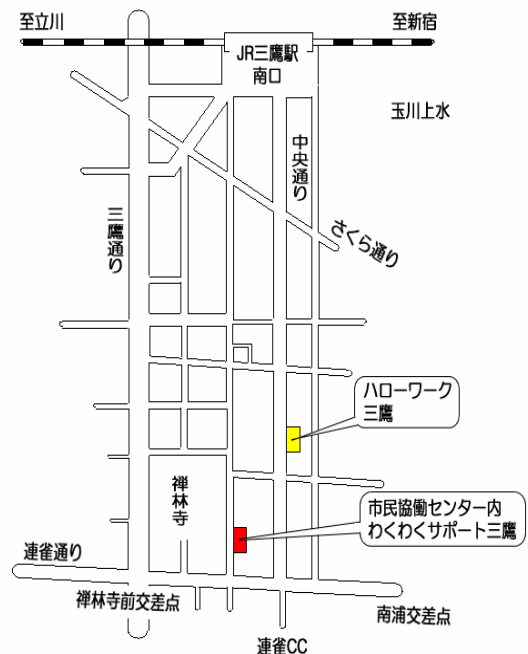 至立川
至新宿
JR三鷹駅
南口
玉川上水
中央通り
三鷹通り
さくら通り
ハローワーク
三鷹
禅林寺
市民協働センター内
わくわくサポート三鷹
連雀通り
禅林寺前交差点
南浦交差点
連雀CC